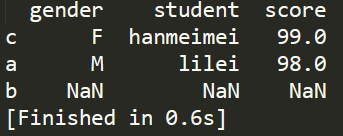 gender student score
c F hanmeimei 99.0
a M lilei 98.0
b NaN NaN NaN
[Finished in 0.6s]